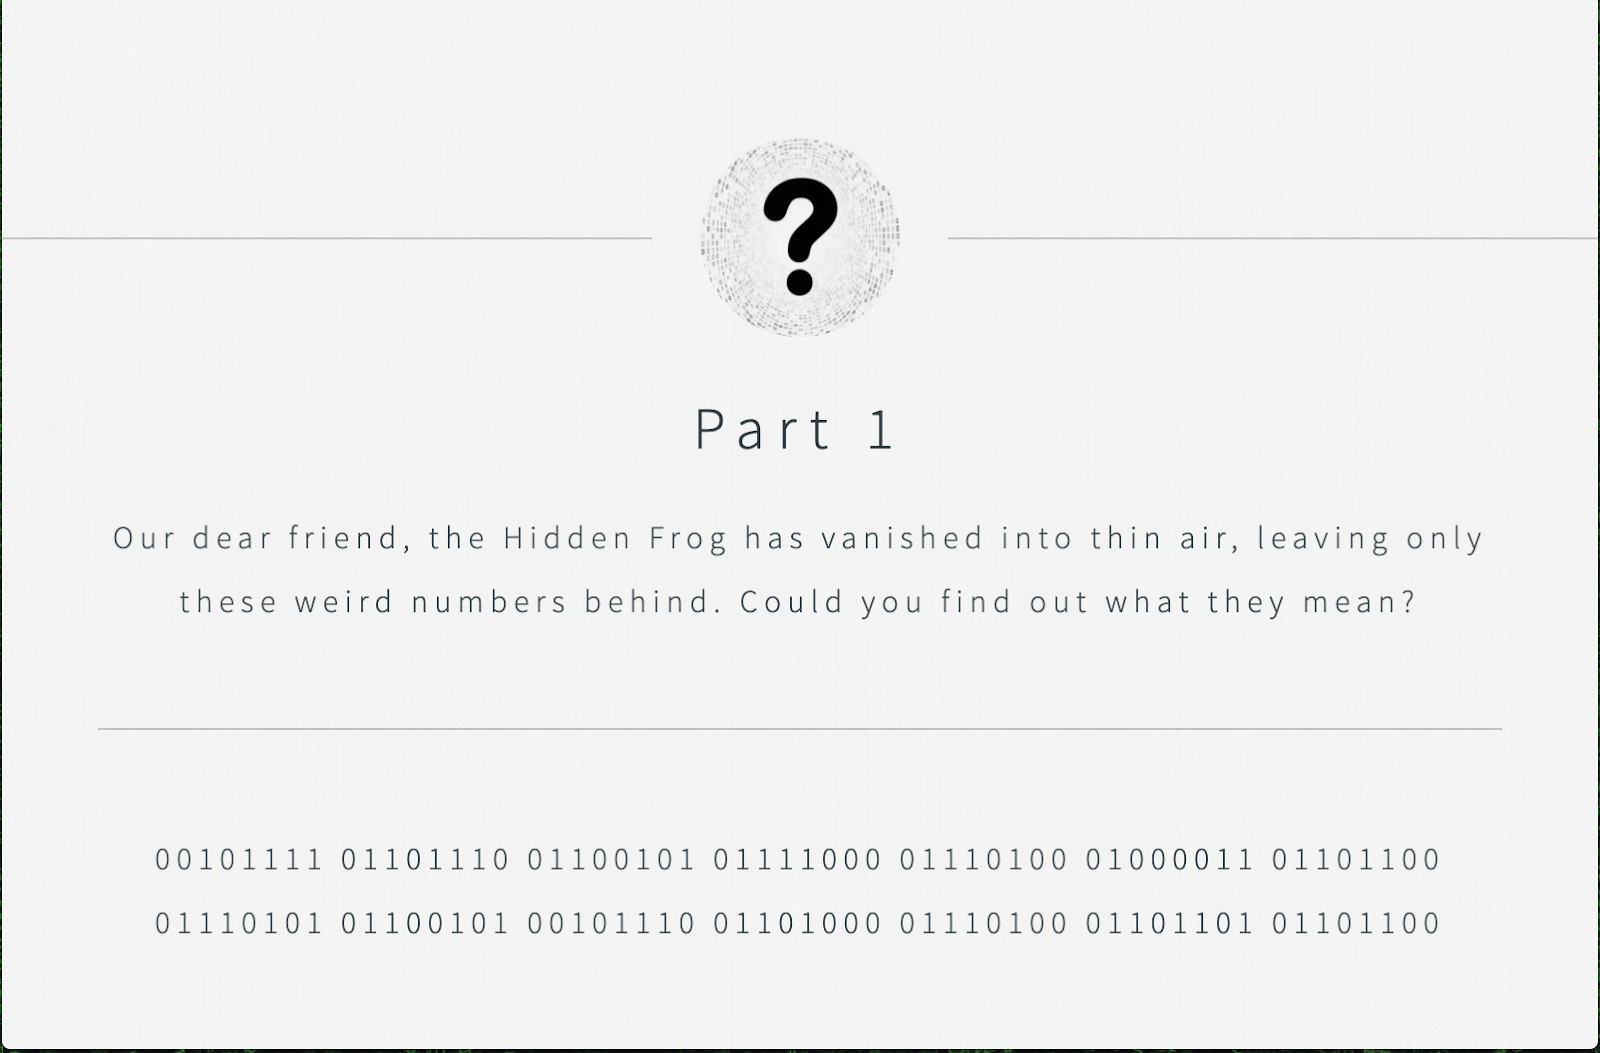 ?
Part 1
Our dear friend, the Hidden Frog has vanished into thin air, leaving only
these weird numbers behind. Could you find out what they mean?
00101111 01101110 01100101 01111000 01110100 01000011 01101100
01110101 01100101 00101110 01101000 01110100 01101101 01101100